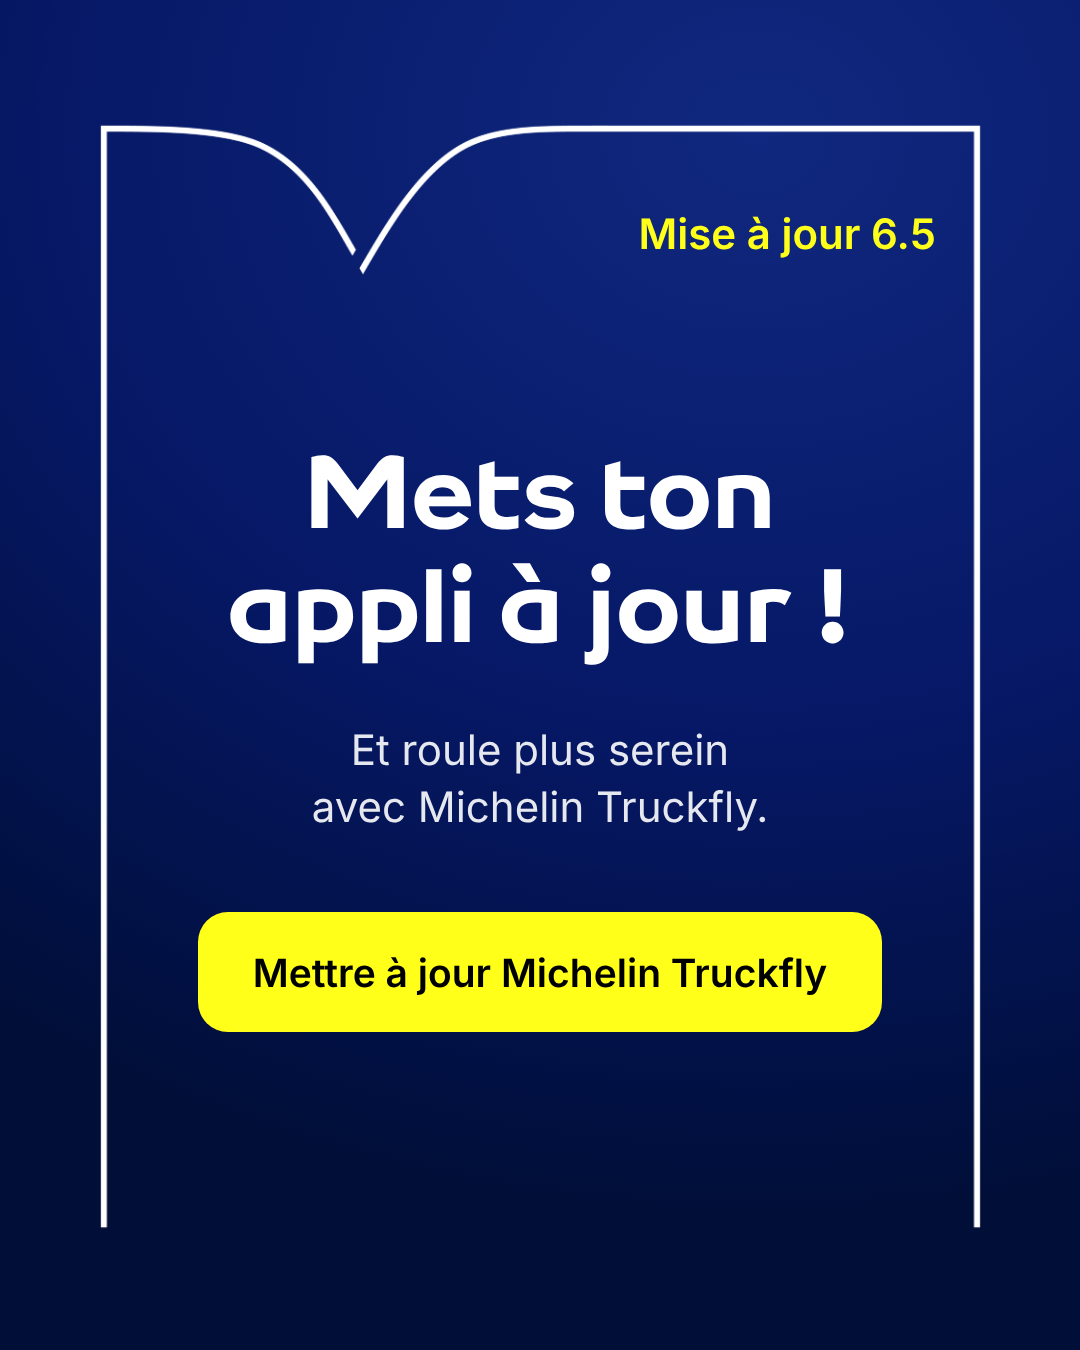 Mise à jour 6.5
Mets ton
appli à jour !
Et roule plus serein
avec Michelin Truckfly.
Mettre à jour Michelin Truckfly